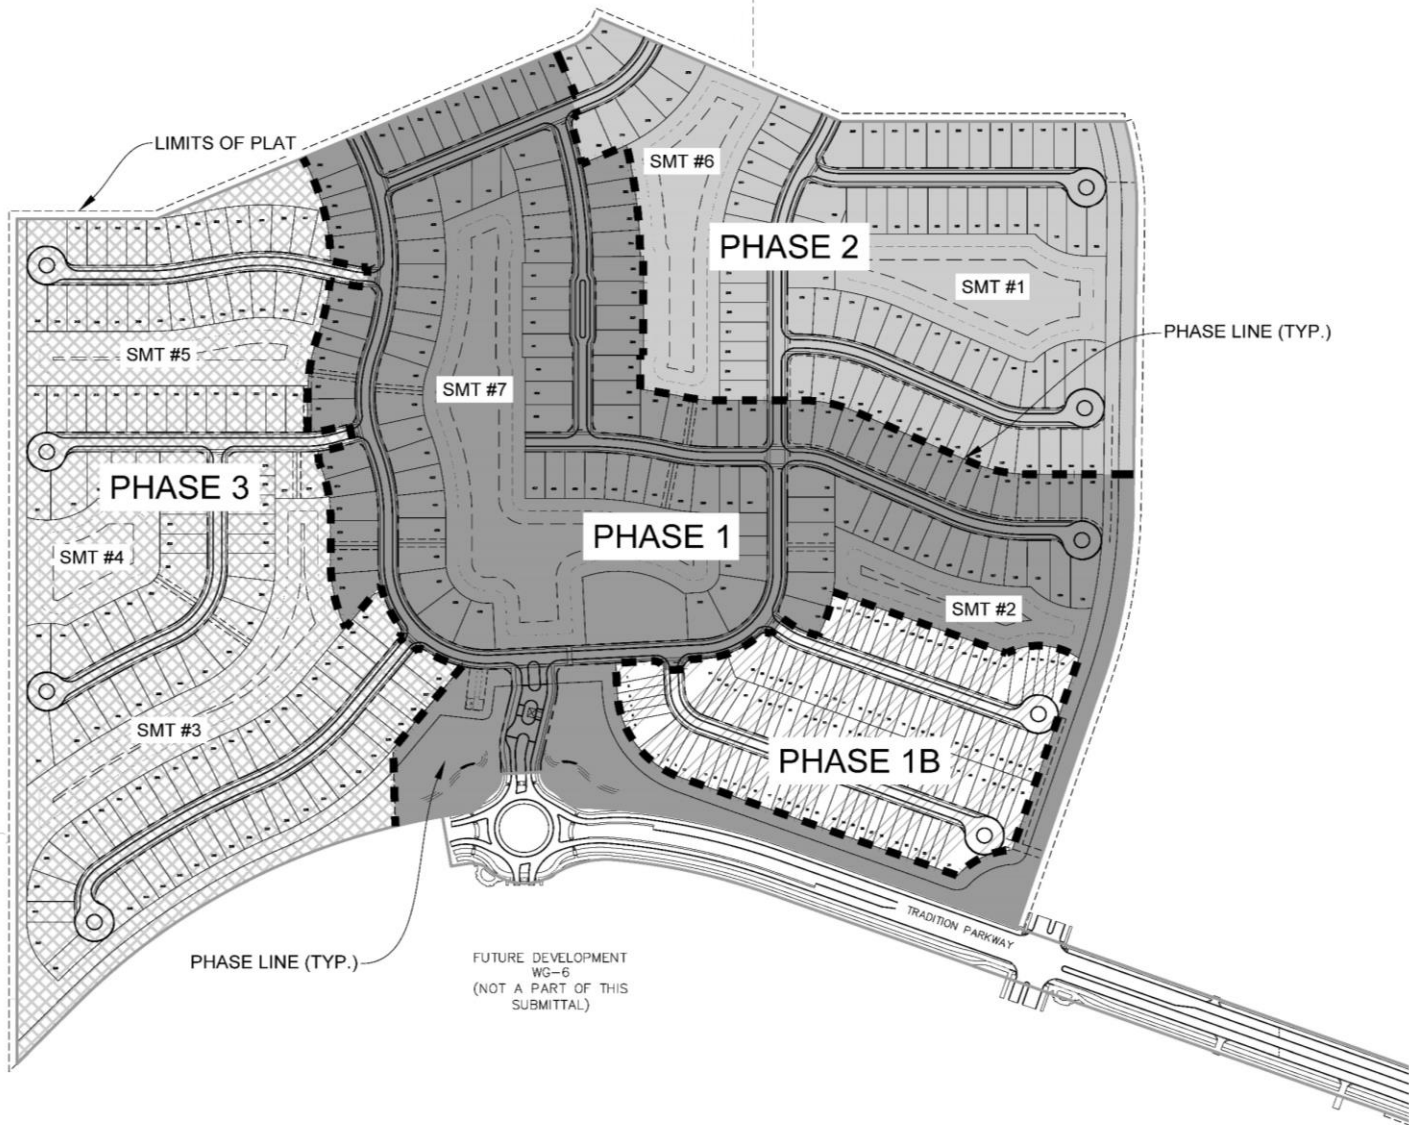 LIMITS OF PLAT
SMT #6
PHASE 2
SMT #1
PHASE LINE (TYP.)
SMT #5
SMT #7
PHASE 3
PHASE 1
SMT #4
SMT #2
SMT #3
PHASE 1B
TRADITION PARKWAY
PHASE LINE (TYP.)
FUTURE DEVELOPMENT
WG-6
(NOT A PART OF THIS
SUBMITTAL)